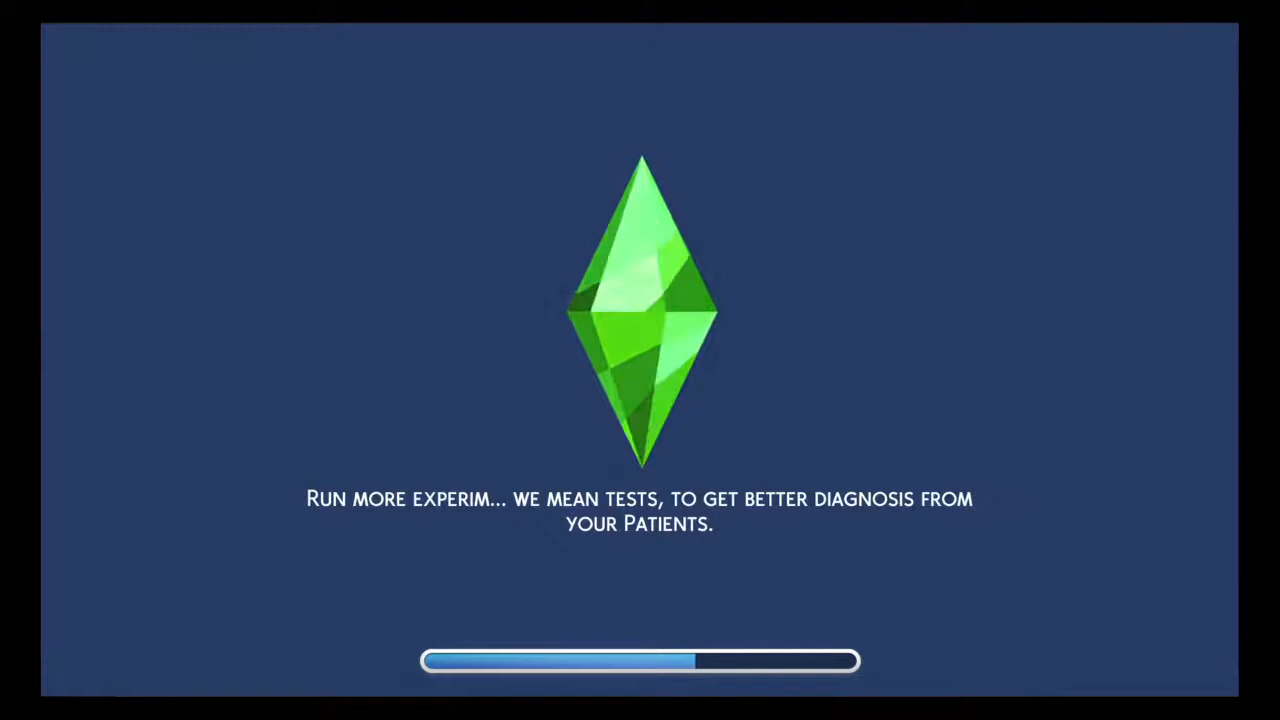 Run more experim... we mean tests, to get better diagnosis from
your Patients.